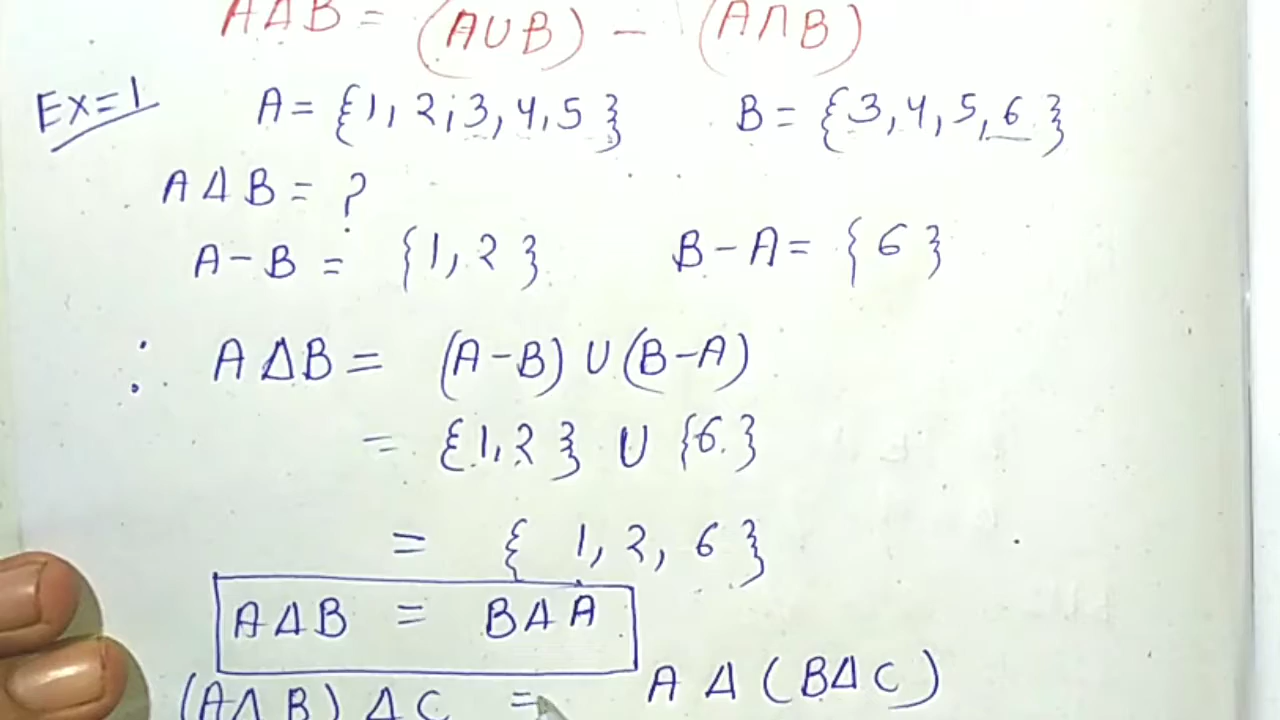 A Δ B = (A ∪ B) – (A ∩ B)
Ex=1 A = {1, 2, 3, 4, 5} B = {3, 4, 5, 6}
A Δ B = ?
A – B = {1, 2} B – A = {6}
∴ A Δ B = (A – B) ∪ (B – A)
= {1, 2} ∪ {6}
= {1, 2, 6}
A Δ B = B Δ A
(A Δ B) Δ C = A Δ (B Δ C)